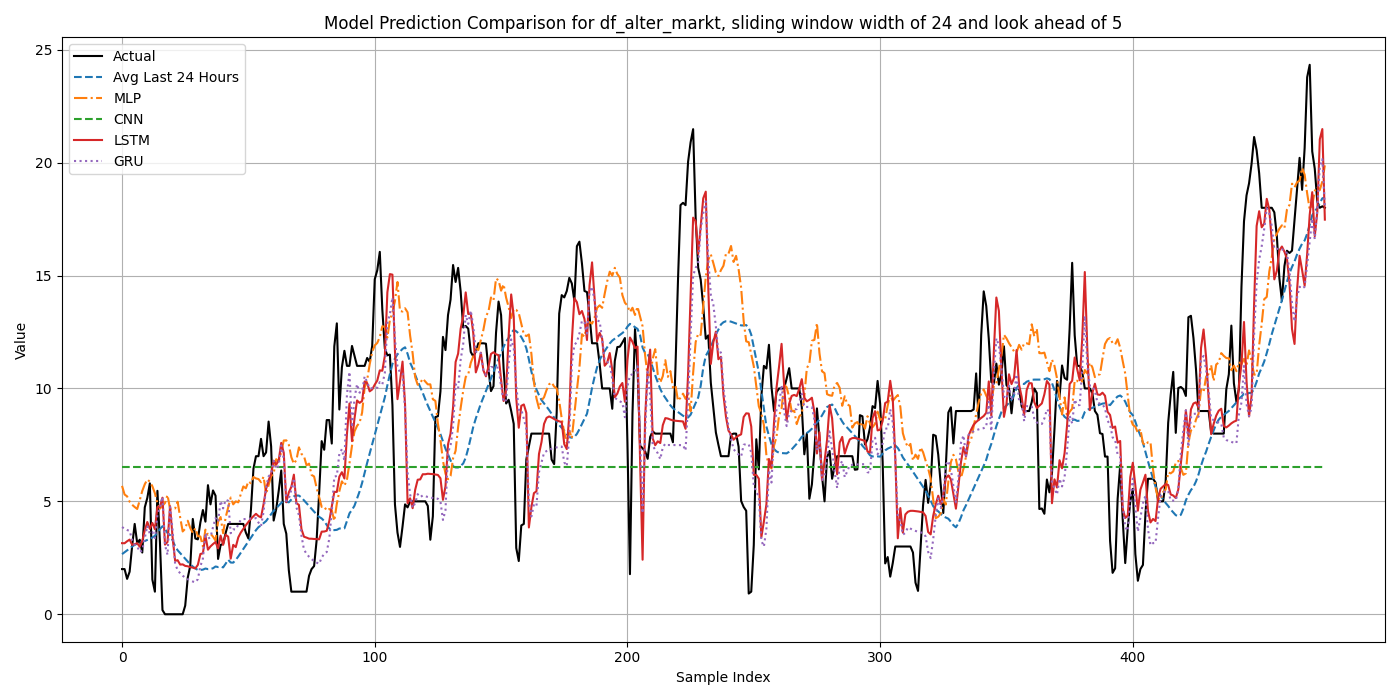 Model Prediction Comparison for df_alter_markt, sliding window width of 24 and look ahead of 5
25
20
15
10
5
0
Value
Actual
Avg Last 24 Hours
MLP
CNN
LSTM
GRU
0 100 200 300 400
Sample Index